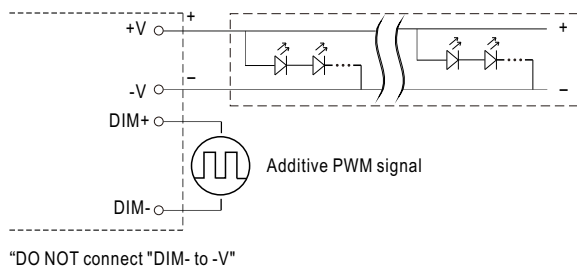 +V
+
+
-V
−
−
DIM+
Additive PWM signal
DIM-
“DO NOT connect "DIM- to -V"